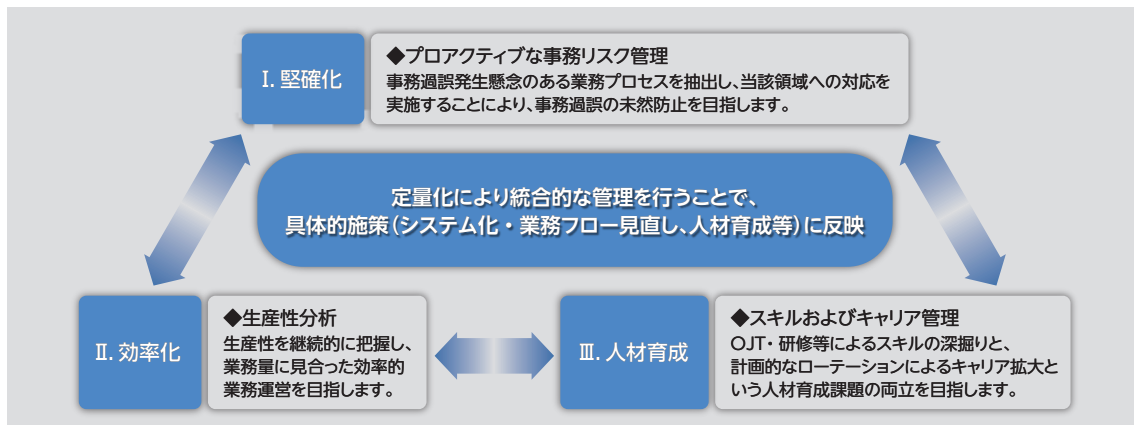 Ⅰ. 堅確化
◆プロアクティブな事務リスク管理
事務過誤発生懸念のある業務プロセスを抽出し、当該領域への対応を
実施することにより、事務過誤の未然防止を目指します。
定量化により統合的な管理を行うことで、
具体的施策（システム化・業務フロー見直し、人材育成等）に反映
Ⅱ. 効率化
◆生産性分析
生産性を継続的に把握し、
業務量に見合った効率的
業務運営を目指します。
Ⅲ. 人材育成
◆スキルおよびキャリア管理
OJT・研修等によるスキルの深掘りと、
計画的なローテーションによるキャリア拡大と
いう人材育成課題の両立を目指します。